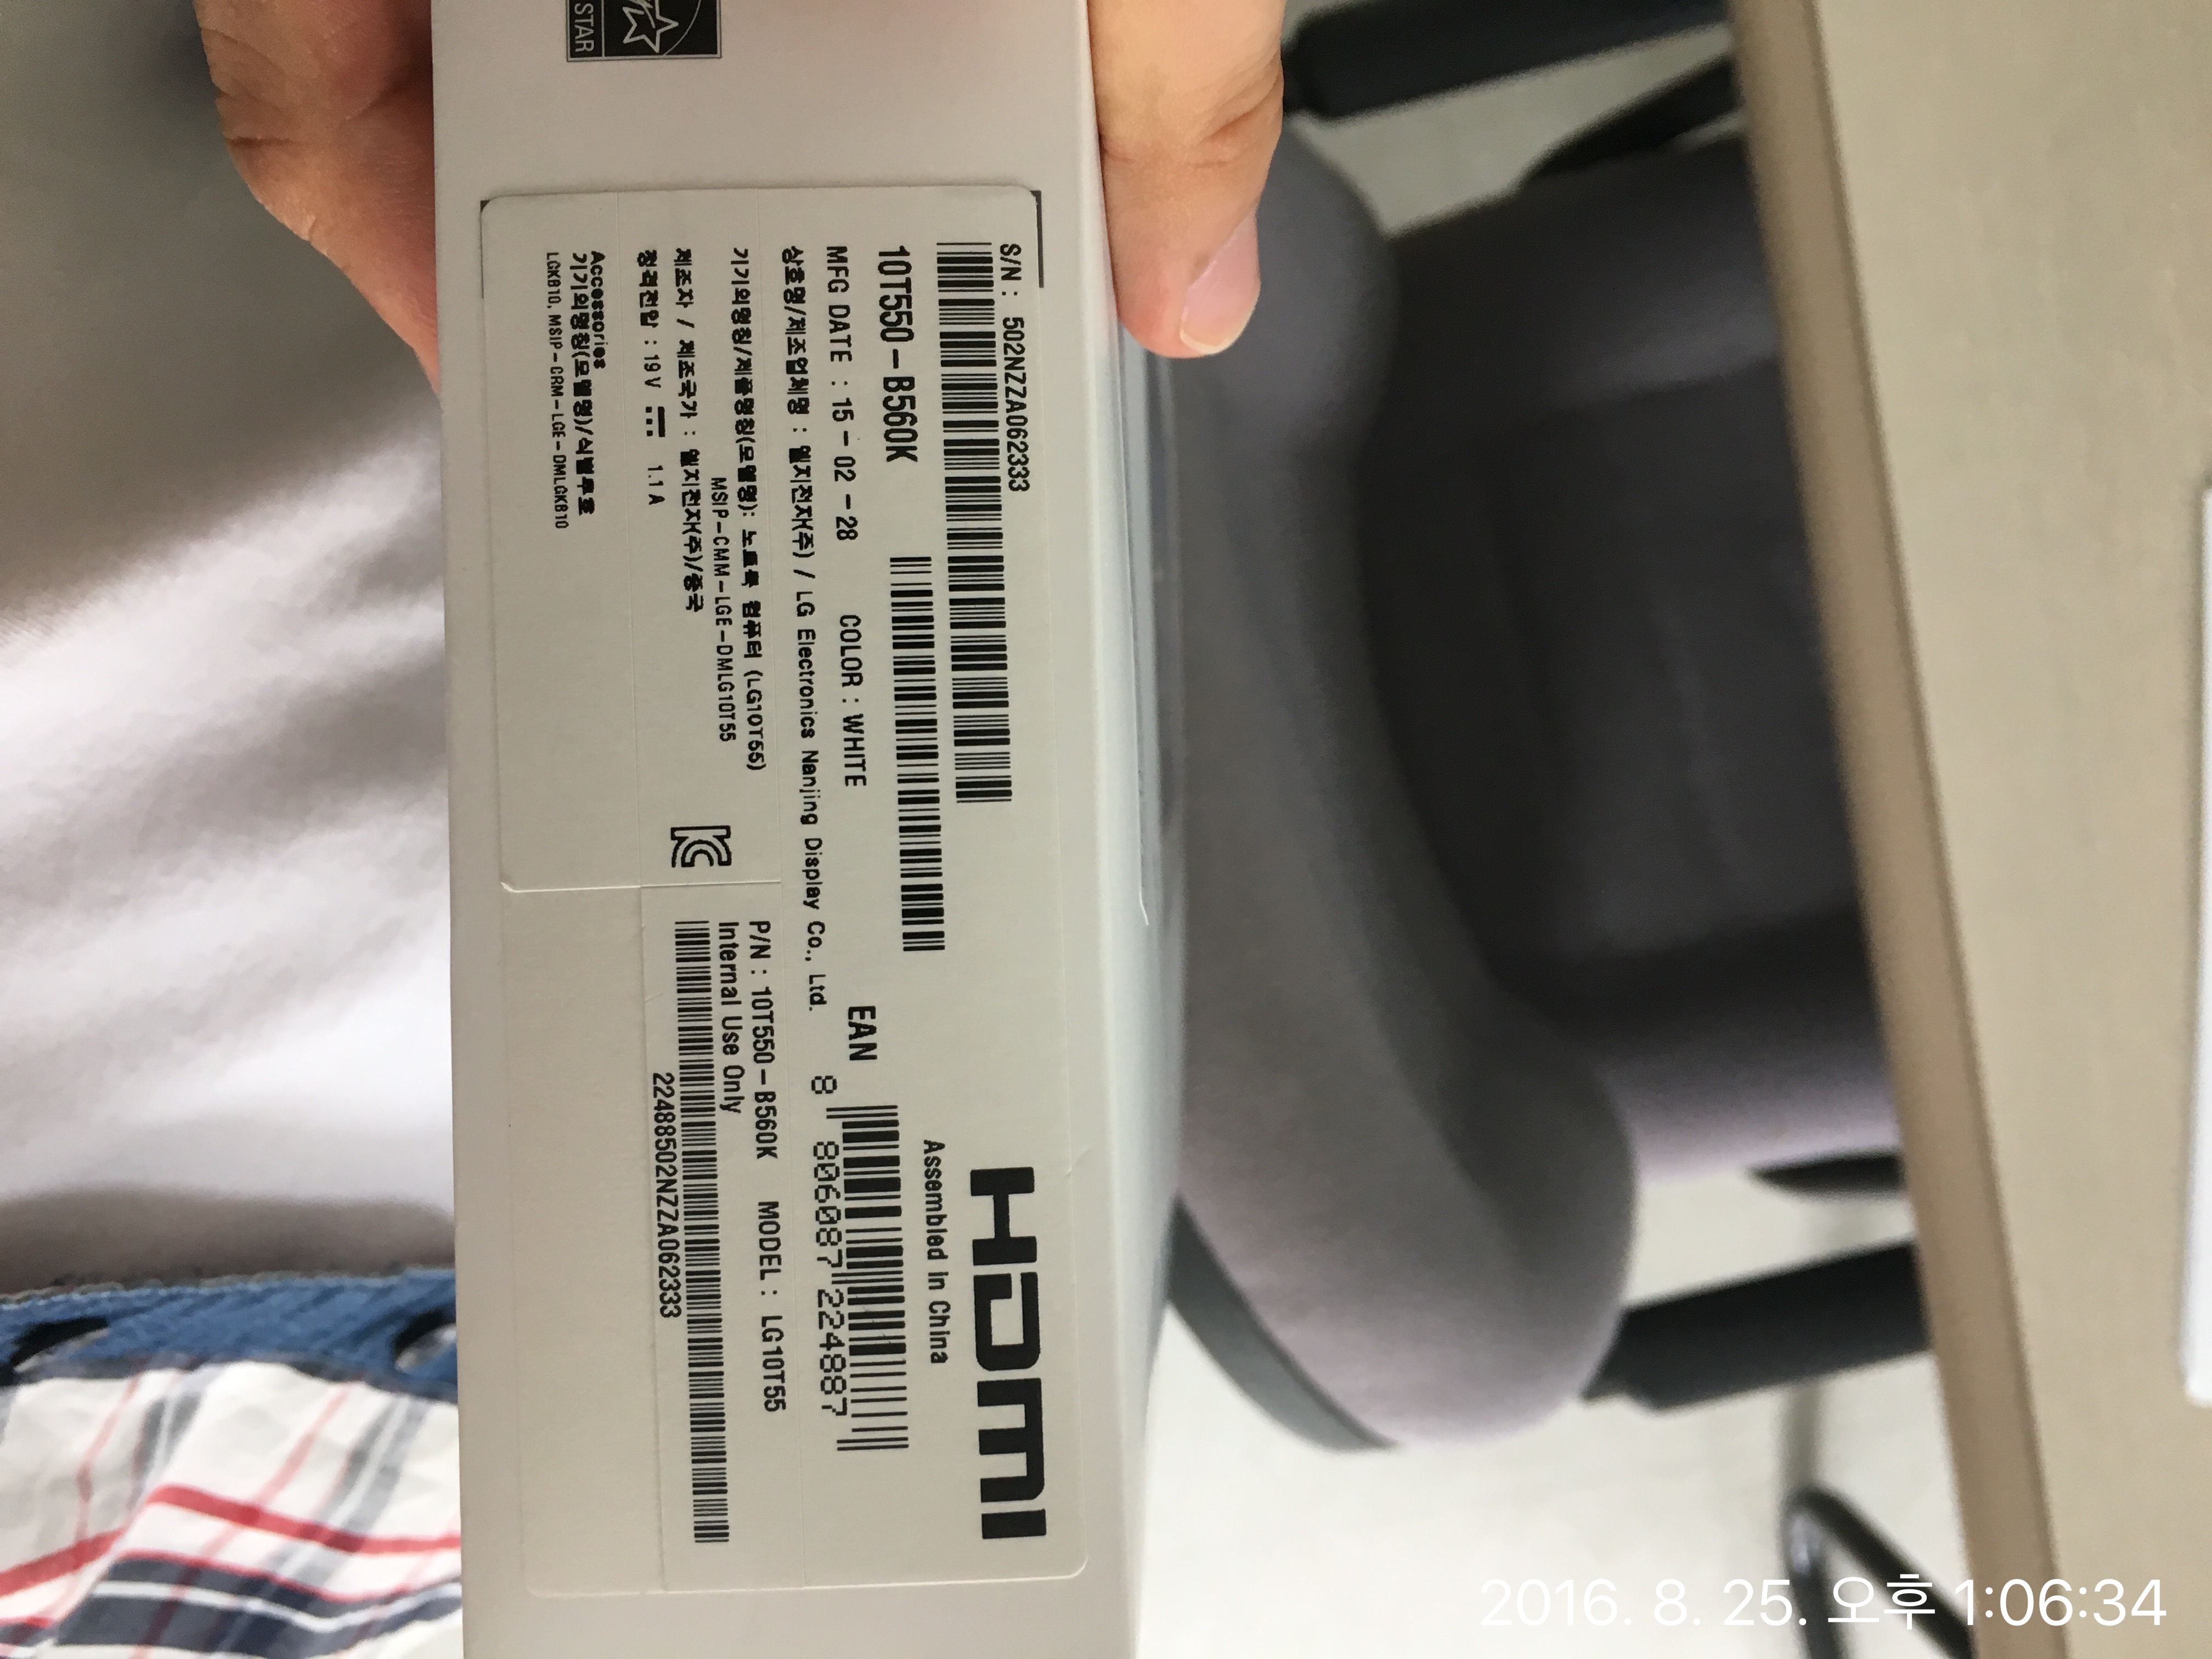 STAR
S/N : 502NZZA062333
10T550-B560K
MFG DATE : 15-02-28 COLOR : WHITE
상호명/제조업체명 : 엘지전자(주) / LG Electronics Nanjing Display Co., Ltd.
기기의명칭/제품명칭(모델명): 노트북 컴퓨터 (LG10T55)
MSIP-CMM-LGE-DMLG10T55
제조자 / 제조국가 : 엘지전자(주)/중국
정격전압 : 19 V 1.1 A
Accessories
기기의명칭(모델명)/식별부호
LGKB10, MSIP-CRM-LGE-DMLGKB10
HDMI
Assembled in China
EAN
8 806087 224887
P/N : 10T550-B560K MODEL : LG10T55
Internal Use Only
22488502NZZA062333
2016. 8. 25. 오후 1:06:34